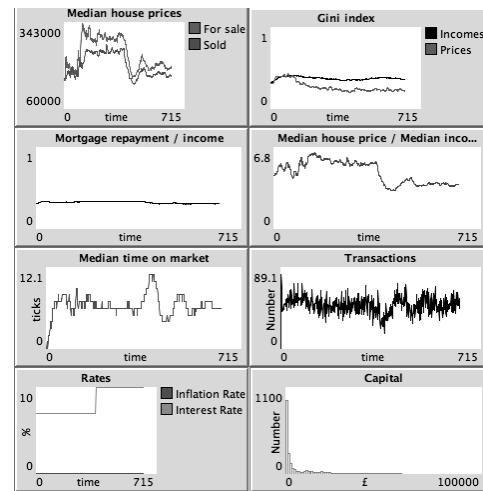 Median house prices
343000
For sale
Sold
60000
0 time 715
Gini index
1
Incomes
Prices
0
0 time 715
Mortgage repayment / income
1
0
0 time 715
Median house price / Median inco...
6.8
0
0 time 715
Median time on market
12.1
ticks
0
0 time 715
Transactions
89.1
Number
0
0 time 715
Rates
10
%
Inflation Rate
Interest Rate
0
0 time 715
Capital
1100
Number
0
0 £ 100000